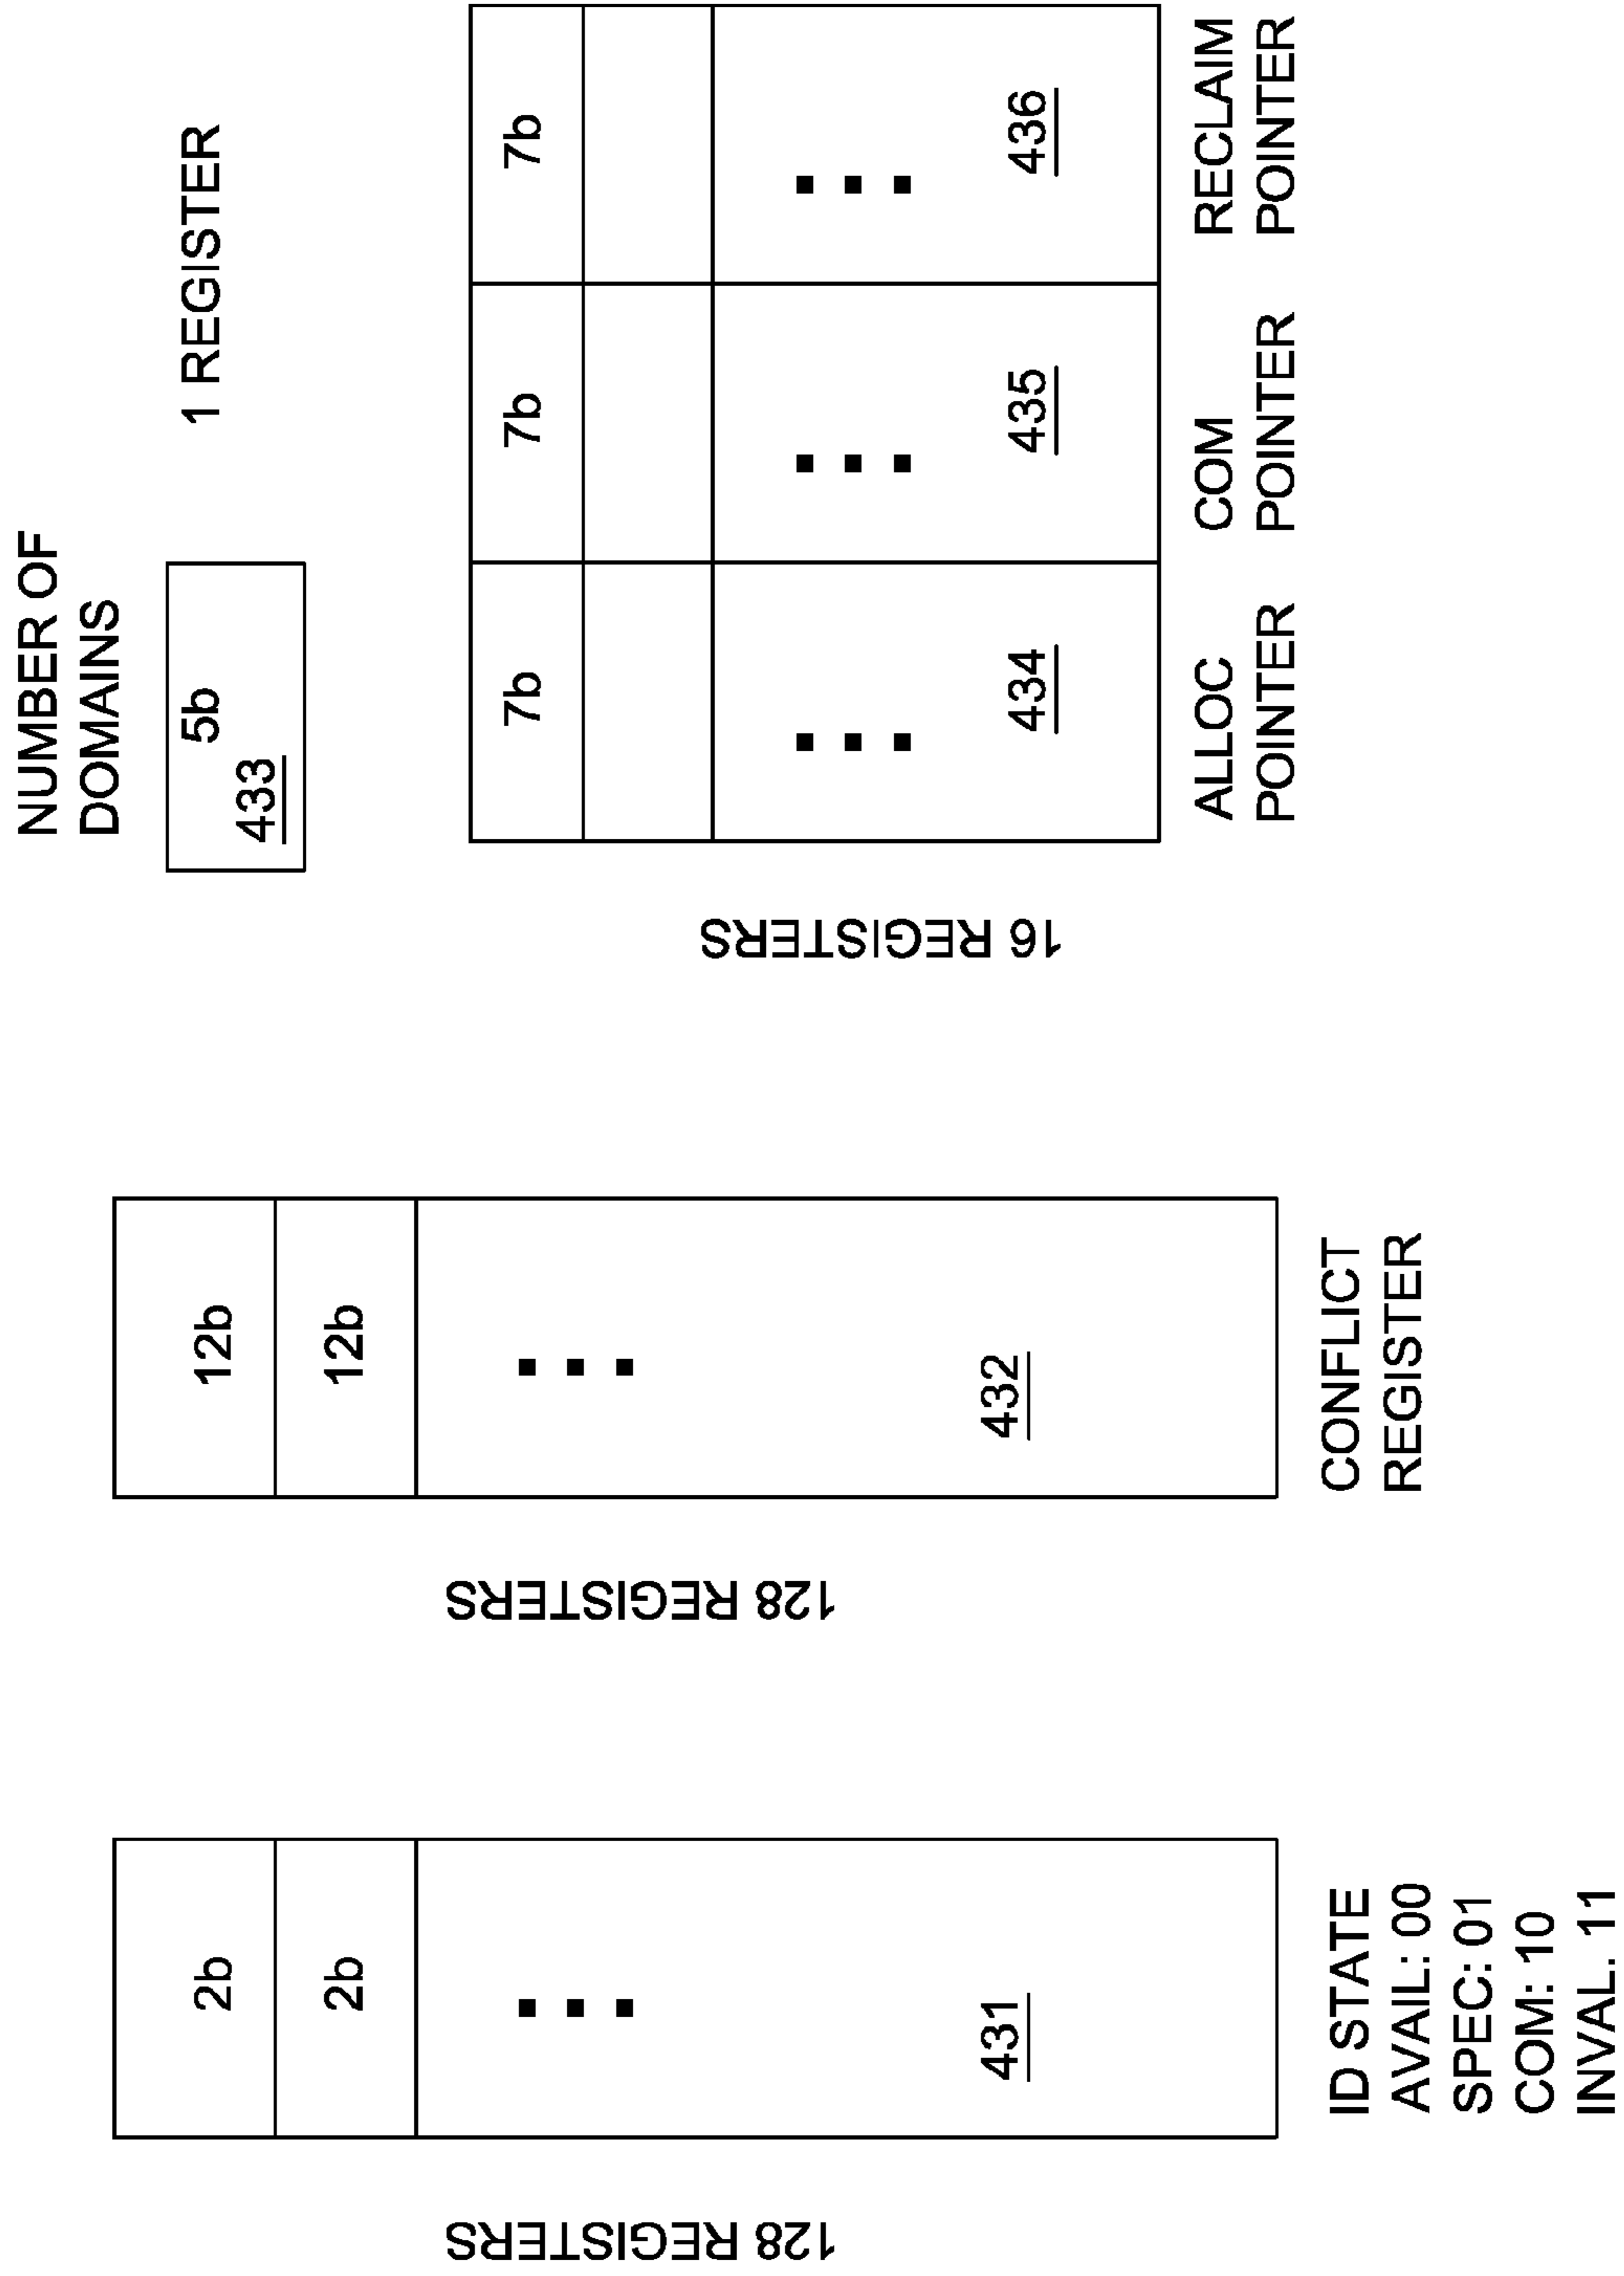 128 REGISTERS
2b
2b
431
ID STATE
AVAIL: 00
SPEC: 01
COM: 10
INVAL. 11
128 REGISTERS
12b
12b
432
CONFLICT
REGISTER
NUMBER OF
DOMAINS
5b
433
1 REGISTER
16 REGISTERS
7b
7b
7b
434
435
436
ALLOC
POINTER
COM
POINTER
RECLAIM
POINTER